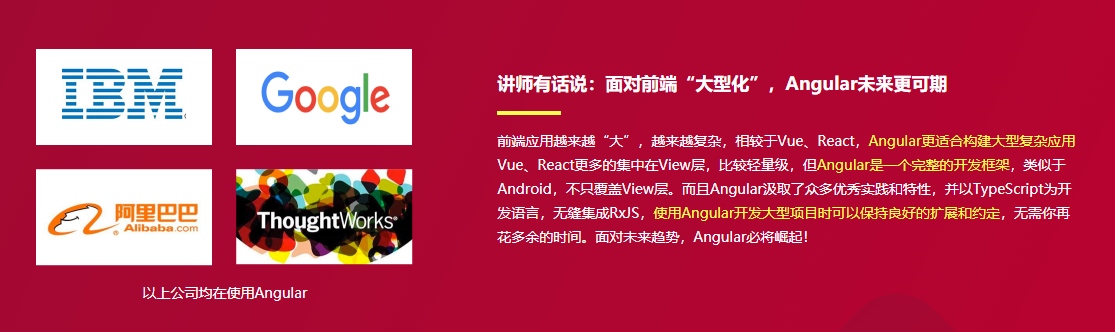 IBM
Google
阿里巴巴
Alibaba.com
ThoughtWorks®
以上公司均在使用Angular
讲师有话说：面对前端“大型化”，Angular未来更可期
前端应用越来越“大”，越来越复杂，相较于Vue、React，Angular更适合构建大型复杂应用
Vue、React更多的集中在View层，比较轻量级，但Angular是一个完整的开发框架，类似于
Android，不只覆盖View层。而且Angular汲取了众多优秀实践和特性，并以TypeScript为开
发语言，无缝集成RxJS，使用Angular开发大型项目时可以保持良好的扩展和约定，无需你再
花多余的时间。面对未来趋势，Angular必将崛起！